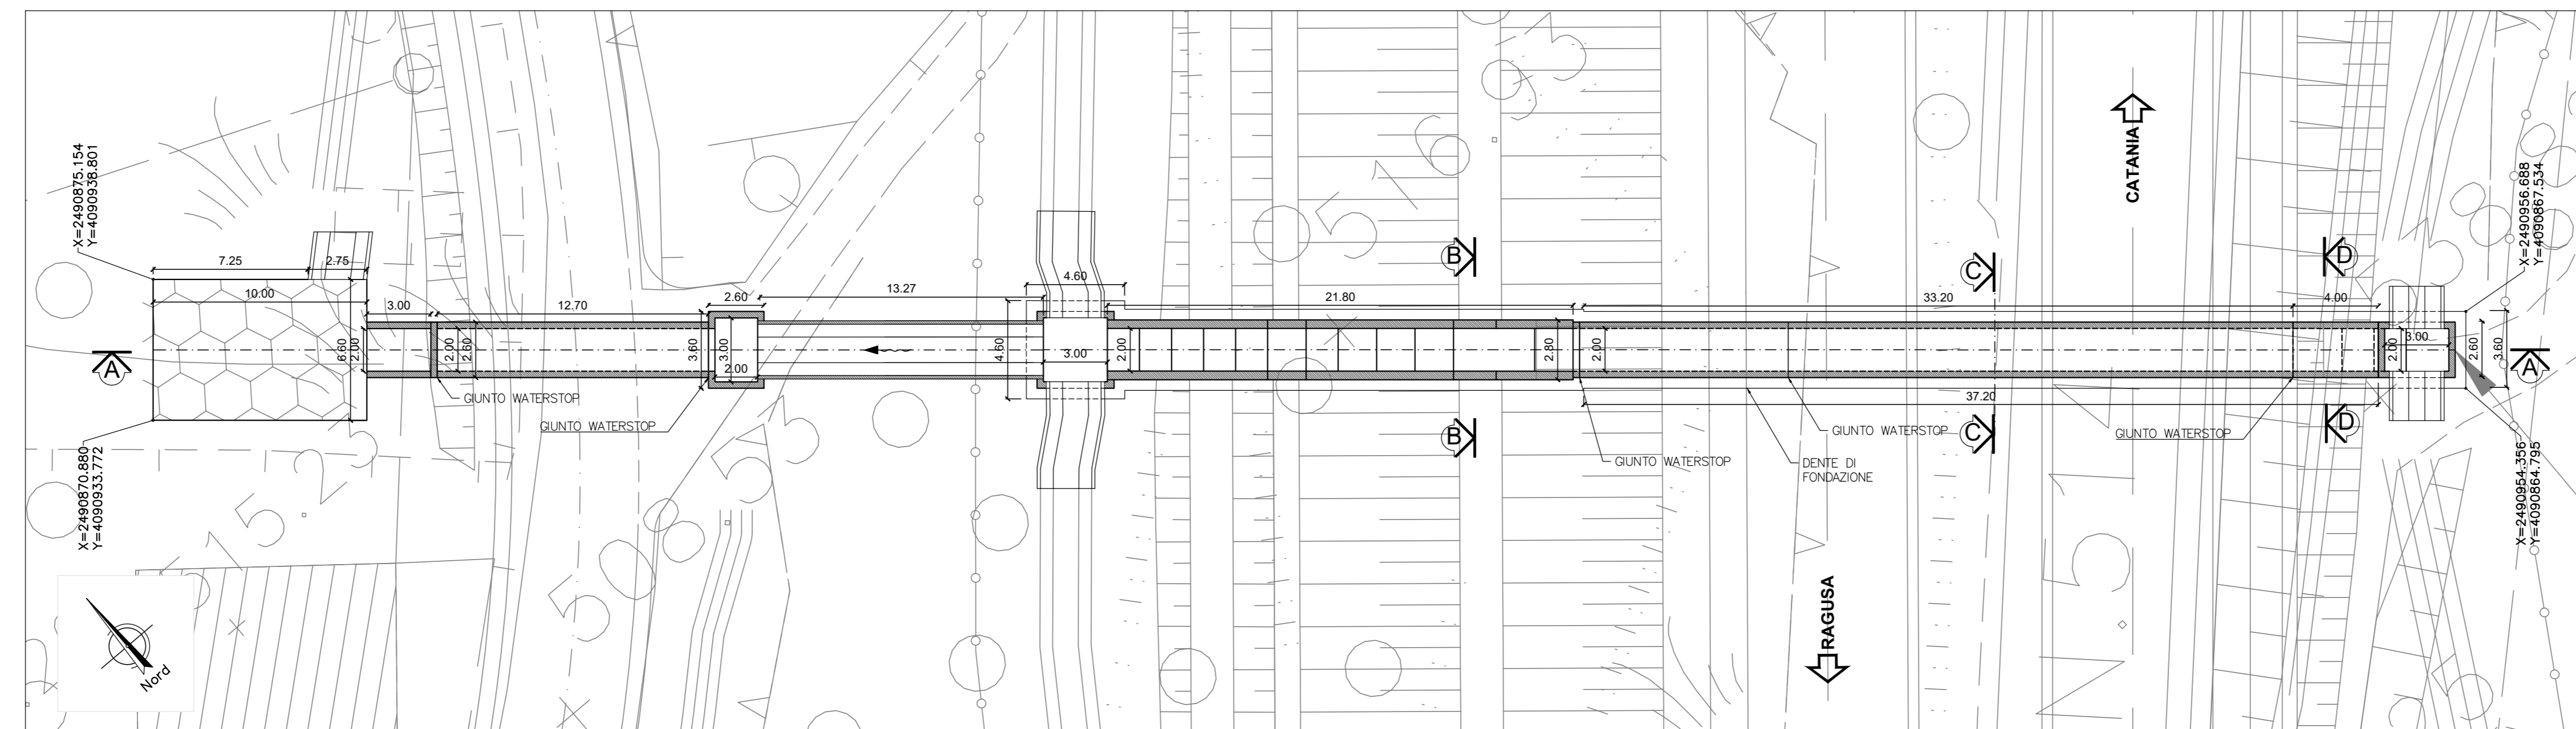 X=2490875.154
Y=4090938.801
X=2490956.688
Y=4090867.534
CATANIA
7.25
2.75
10.00
3.00
12.70
2.60
13.27
4.60
21.80
B
C
D
33.20
4.00
A
6.60
2.00
2.00
2.60
3.60
3.00
2.00
4.60
3.00
2.00
2.80
2.00
2.00
3.00
2.60
3.60
A
37.20
GIUNTO WATERSTOP
GIUNTO WATERSTOP
B
GIUNTO WATERSTOP
C
GIUNTO WATERSTOP
D
GIUNTO WATERSTOP
DENTE DI
FONDAZIONE
X=2490870.880
Y=4090933.772
X=2490954.356
Y=4090864.795
RAGUSA
Nord